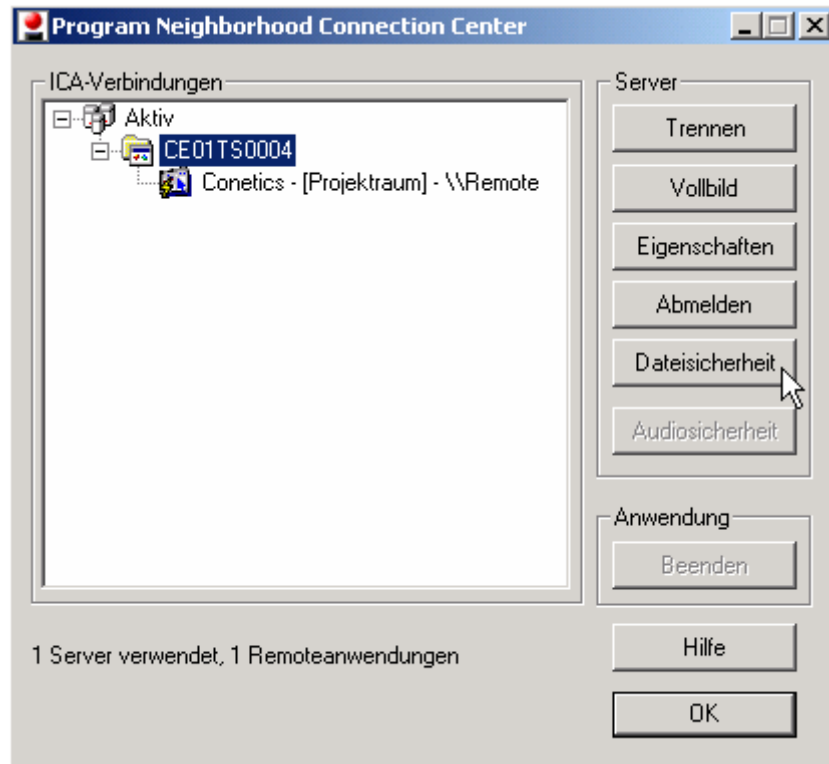 Program Neighborhood Connection Center
ICA-Verbindungen
Aktiv
CE01TS0004
Conetics - [Projektraum] - \\Remote
Server
Trennen
Vollbild
Eigenschaften
Abmelden
Dateisicherheit
Audiosicherheit
Anwendung
Beenden
1 Server verwendet, 1 Remoteanwendungen
Hilfe
OK